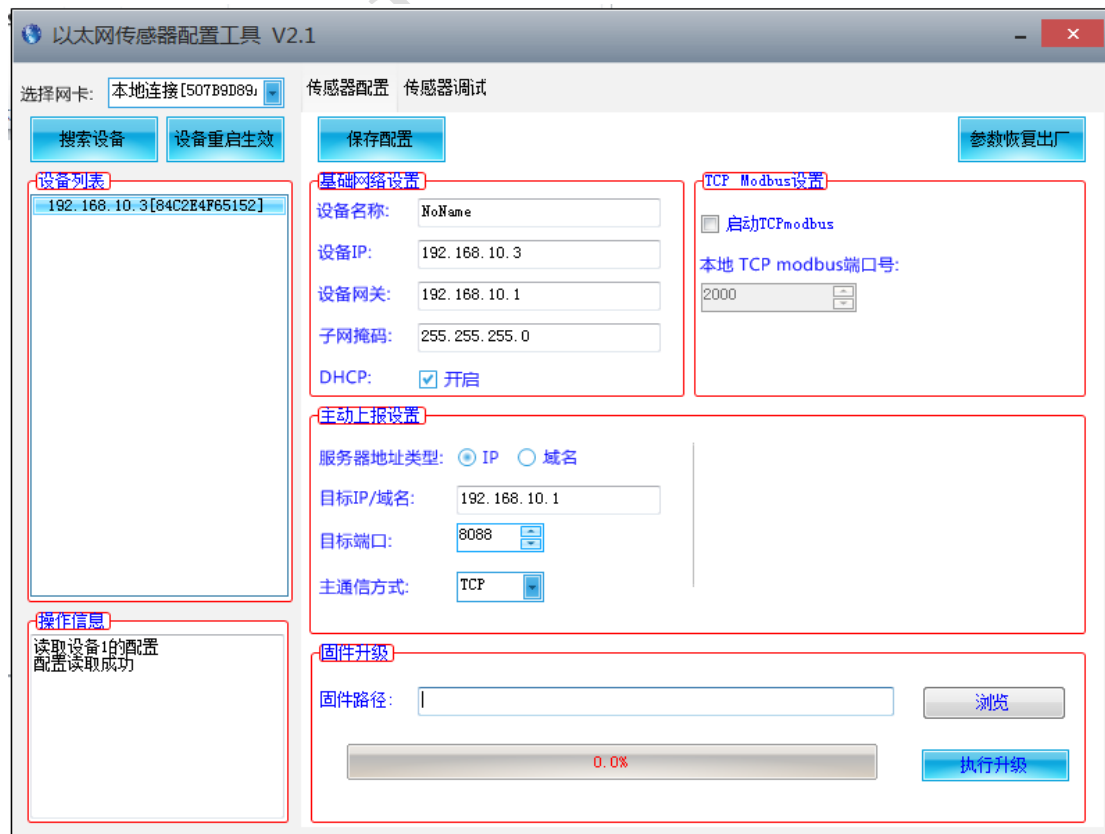 以太网传感器配置工具 V2.1
选择网卡: 本地连接[507B9D89
传感器配置 传感器调试
搜索设备 设备重启生效 保存配置 参数恢复出厂
设备列表
192.168.10.3[84C2E4F65152]
基础网络设置
设备名称: NoName
设备IP: 192.168.10.3
设备网关: 192.168.10.1
子网掩码: 255.255.255.0
DHCP: 开启
TCP Modbus设置
启动TCPmodbus
本地 TCP modbus端口号:
2000
主动上报设置
服务器地址类型: IP 域名
目标IP/域名: 192.168.10.1
目标端口: 8088
主通信方式: TCP
操作信息
读取设备1的配置
配置读取成功
固件升级
固件路径: 浏览
0.0% 执行升级